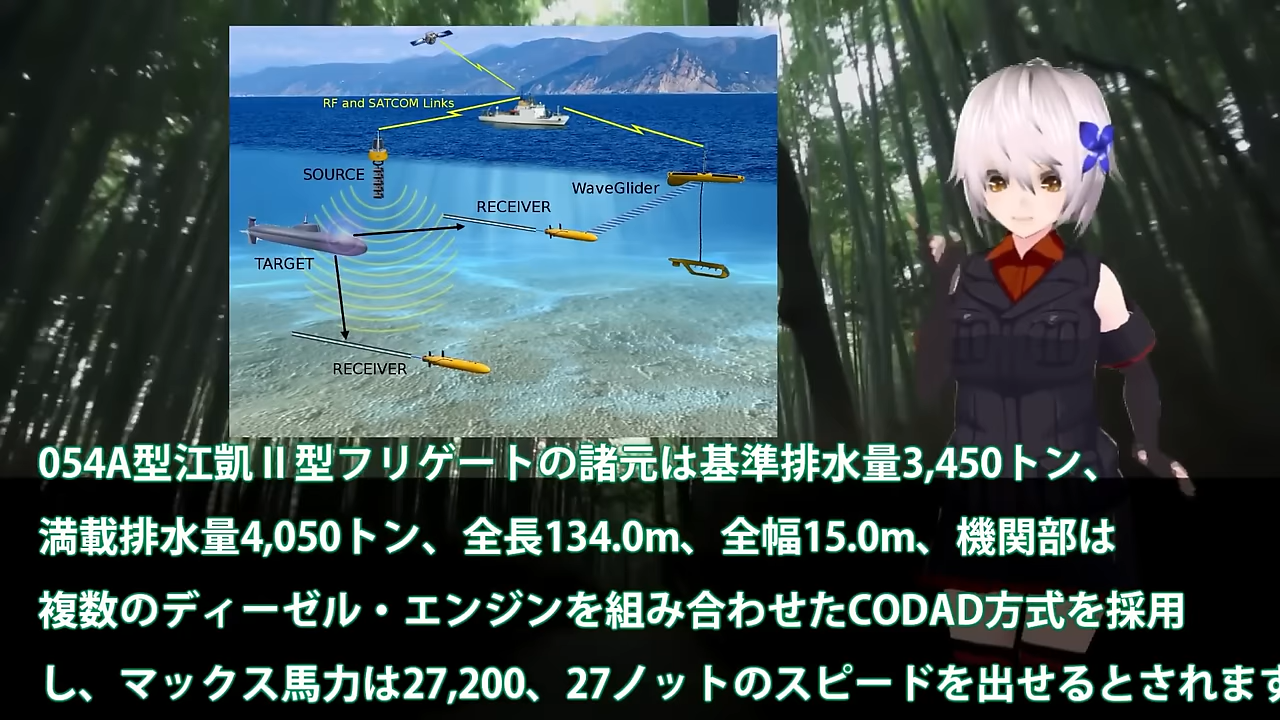 RF and SATCOM Links
SOURCE
WaveGlider
RECEIVER
TARGET
RECEIVER
054A型江凱Ⅱ型フリゲートの諸元は基準排水量3,450トン、
満載排水量4,050トン、全長134.0m、全幅15.0m、機関部は
複数のディーゼル・エンジンを組み合わせたCODAD方式を採用
し、マックス馬力は27,200、27ノットのスピードを出せるとされます